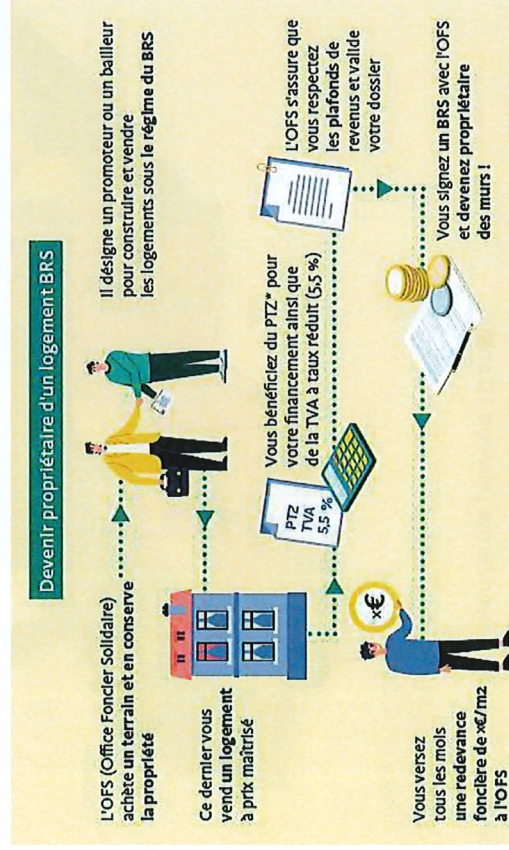 Devenir propriétaire d'un logement BRS
L'OFS (Office Foncier Solidaire)
achète un terrain et en conserve
la propriété
Il désigne un promoteur ou un bailleur
pour construire et vendre
les logements sous le régime du BRS
Ce dernier vous
vend un logement
à prix maîtrisé
PTZ
TVA
5,5 %
Vous bénéficiez du PTZ* pour
votre financement ainsi que
de la TVA à taux réduit (5,5 %)
L'OFS s'assure que
vous respectez
les plafonds de
revenus et valide
votre dossier
Vous signez un BRS avec l'OFS
et devenez propriétaire
des murs !
x€
Vous versez
tous les mois
une redevance
foncière de x€/m2
à l'OFS